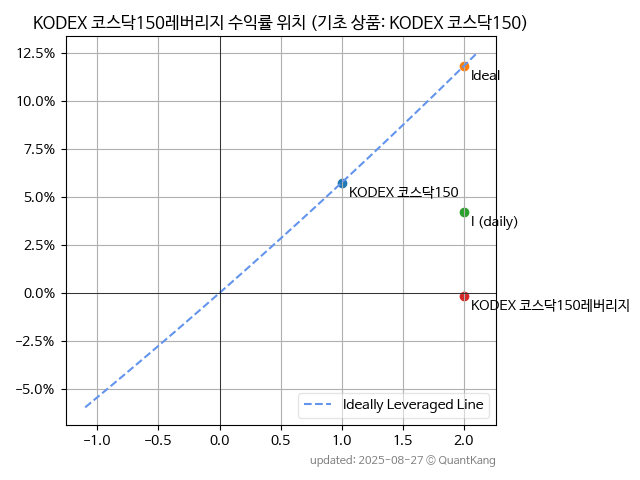 KODEX 코스닥150레버리지 수익률 위치 (기초 상품: KODEX 코스닥150)
12.5%
10.0%
7.5%
5.0%
2.5%
0.0%
−2.5%
−5.0%
Ideal
KODEX 코스닥150
I (daily)
KODEX 코스닥150레버리지
Ideally Leveraged Line
−1.0 −0.5 0.0 0.5 1.0 1.5 2.0
updated: 2025-08-27 © QuantKang